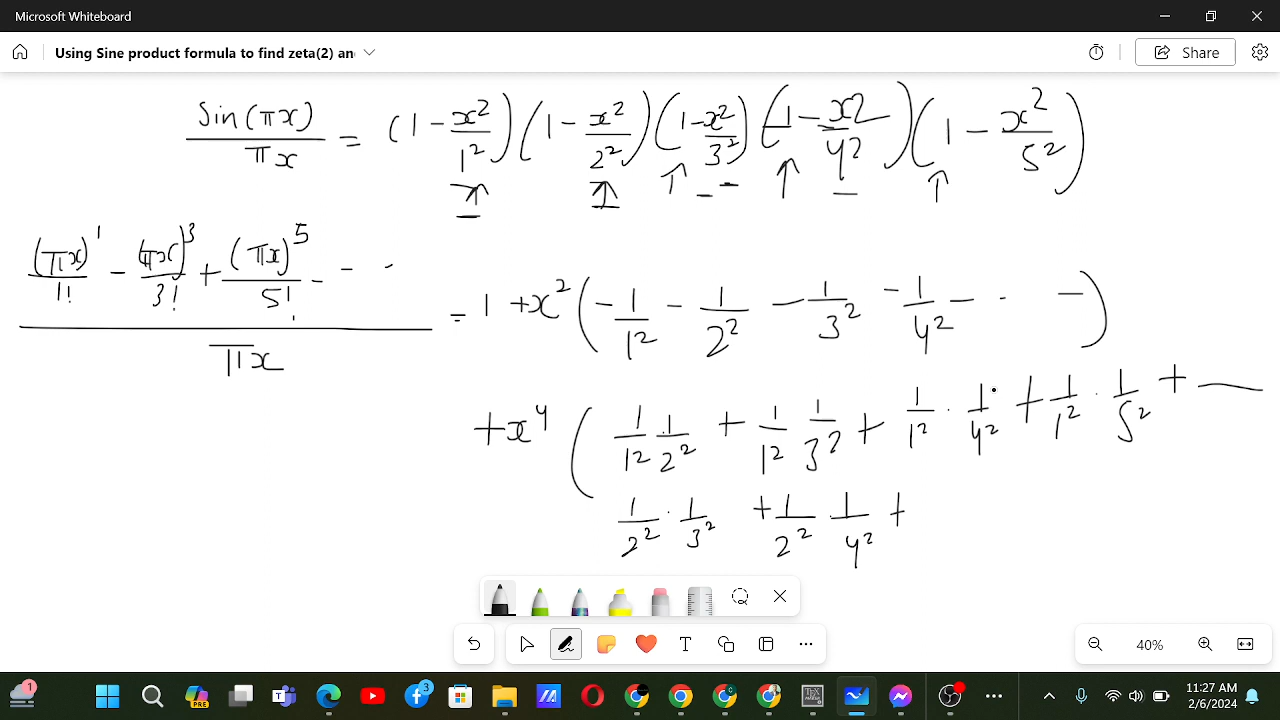 Microsoft Whiteboard
Using Sine product formula to find zeta(2) an
Share
sin(πx)/πx = (1 - x²/1²)(1 - x²/2²)(1 - x²/3²)(1 - x²/4²)(1 - x²/5²)
((πx)¹/1! - (πx)³/3! + (πx)⁵/5! - - -)/πx = 1 + x²(- 1/1² - 1/2² - 1/3² - 1/4² - - -)
+ x⁴(1/1² 1/2² + 1/1² 1/3² + 1/1² · 1/4² + 1/1² · 1/5² + —
1/2² · 1/3² + 1/2² · 1/4² +
T
40%
1
PRE
3
TEX
11:27 AM
2/6/2024